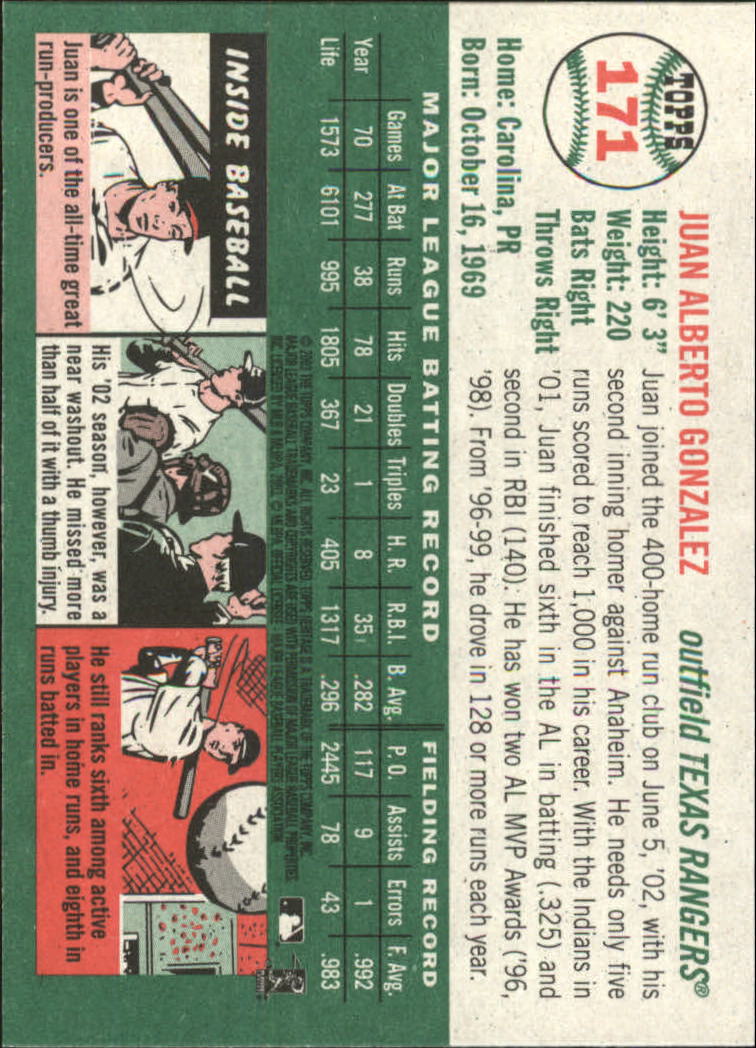 TOPPS
171
JUAN ALBERTO GONZALEZ
outfield TEXAS RANGERS®
Height: 6' 3"
Weight: 220
Bats Right
Throws Right
Home: Carolina, PR
Born: October 16, 1969
Juan joined the 400-home run club on June 5, '02, with his
second inning homer against Anaheim. He needs only five
runs scored to reach 1,000 in his career. With the Indians in
'01, Juan finished sixth in the AL in batting (.325) and
second in RBI (140). He has won two AL MVP Awards ('96,
'98). From '96-99, he drove in 128 or more runs each year.
MAJOR LEAGUE BATTING RECORD
FIELDING RECORD
Games At Bat Runs Hits Doubles Triples H. R. R.B.I. B. Avg. P. O. Assists Errors F. Avg.
Year 70 277 38 78 21 1 8 35 .282 117 9 1 .992
Life 1573 6101 995 1805 367 23 405 1317 .296 2445 78 43 .983
INSIDE BASEBALL
Juan is one of the all-time great
run-producers.
His '02 season, however, was a
near washout. He missed more
than half of it with a thumb injury.
He still ranks sixth among active
players in home runs, and eighth in
runs batted in.